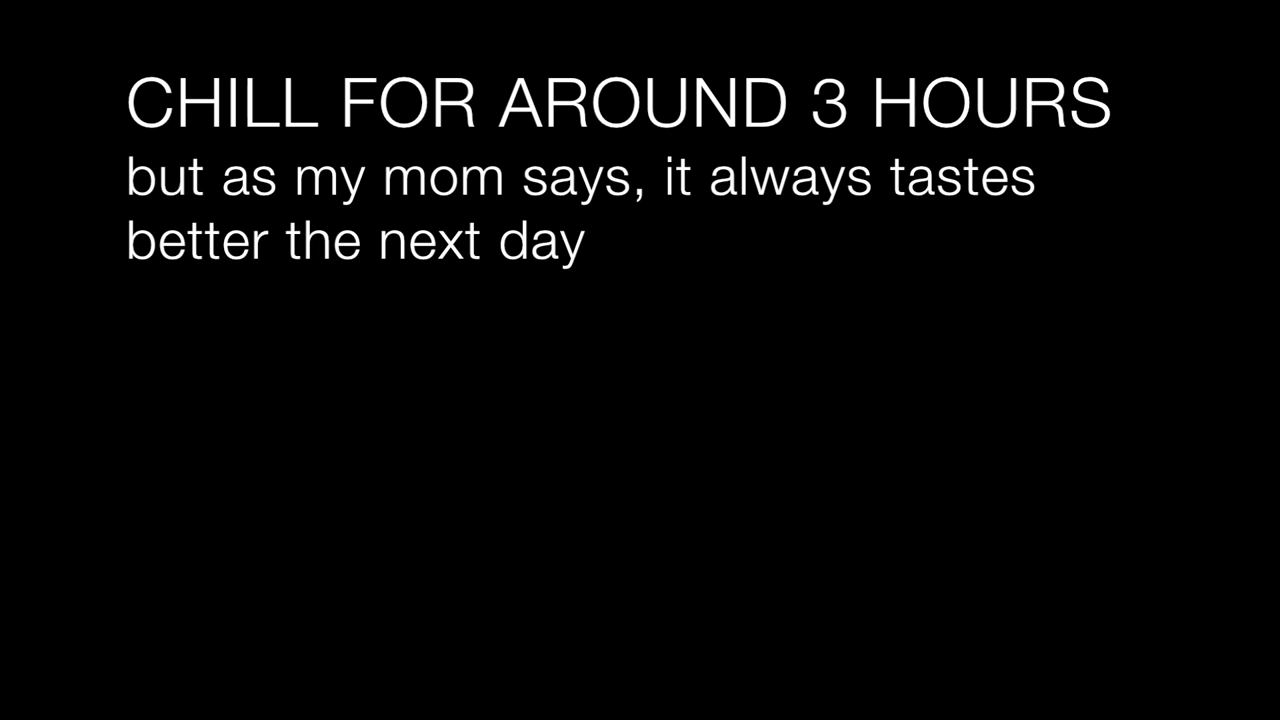 CHILL FOR AROUND 3 HOURS
but as my mom says, it always tastes
better the next day